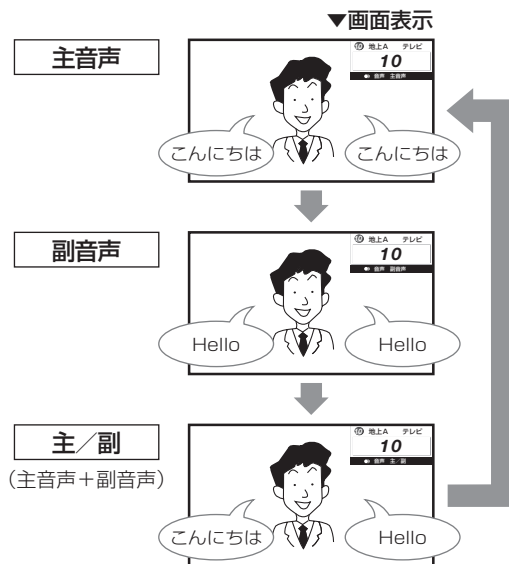 ▼画面表示
主音声
地上A テレビ
10
音声 主音声
こんにちは
こんにちは
副音声
地上A テレビ
10
音声 副音声
Hello
Hello
主／副
（主音声＋副音声）
地上A テレビ
10
音声 主／副
こんにちは
Hello